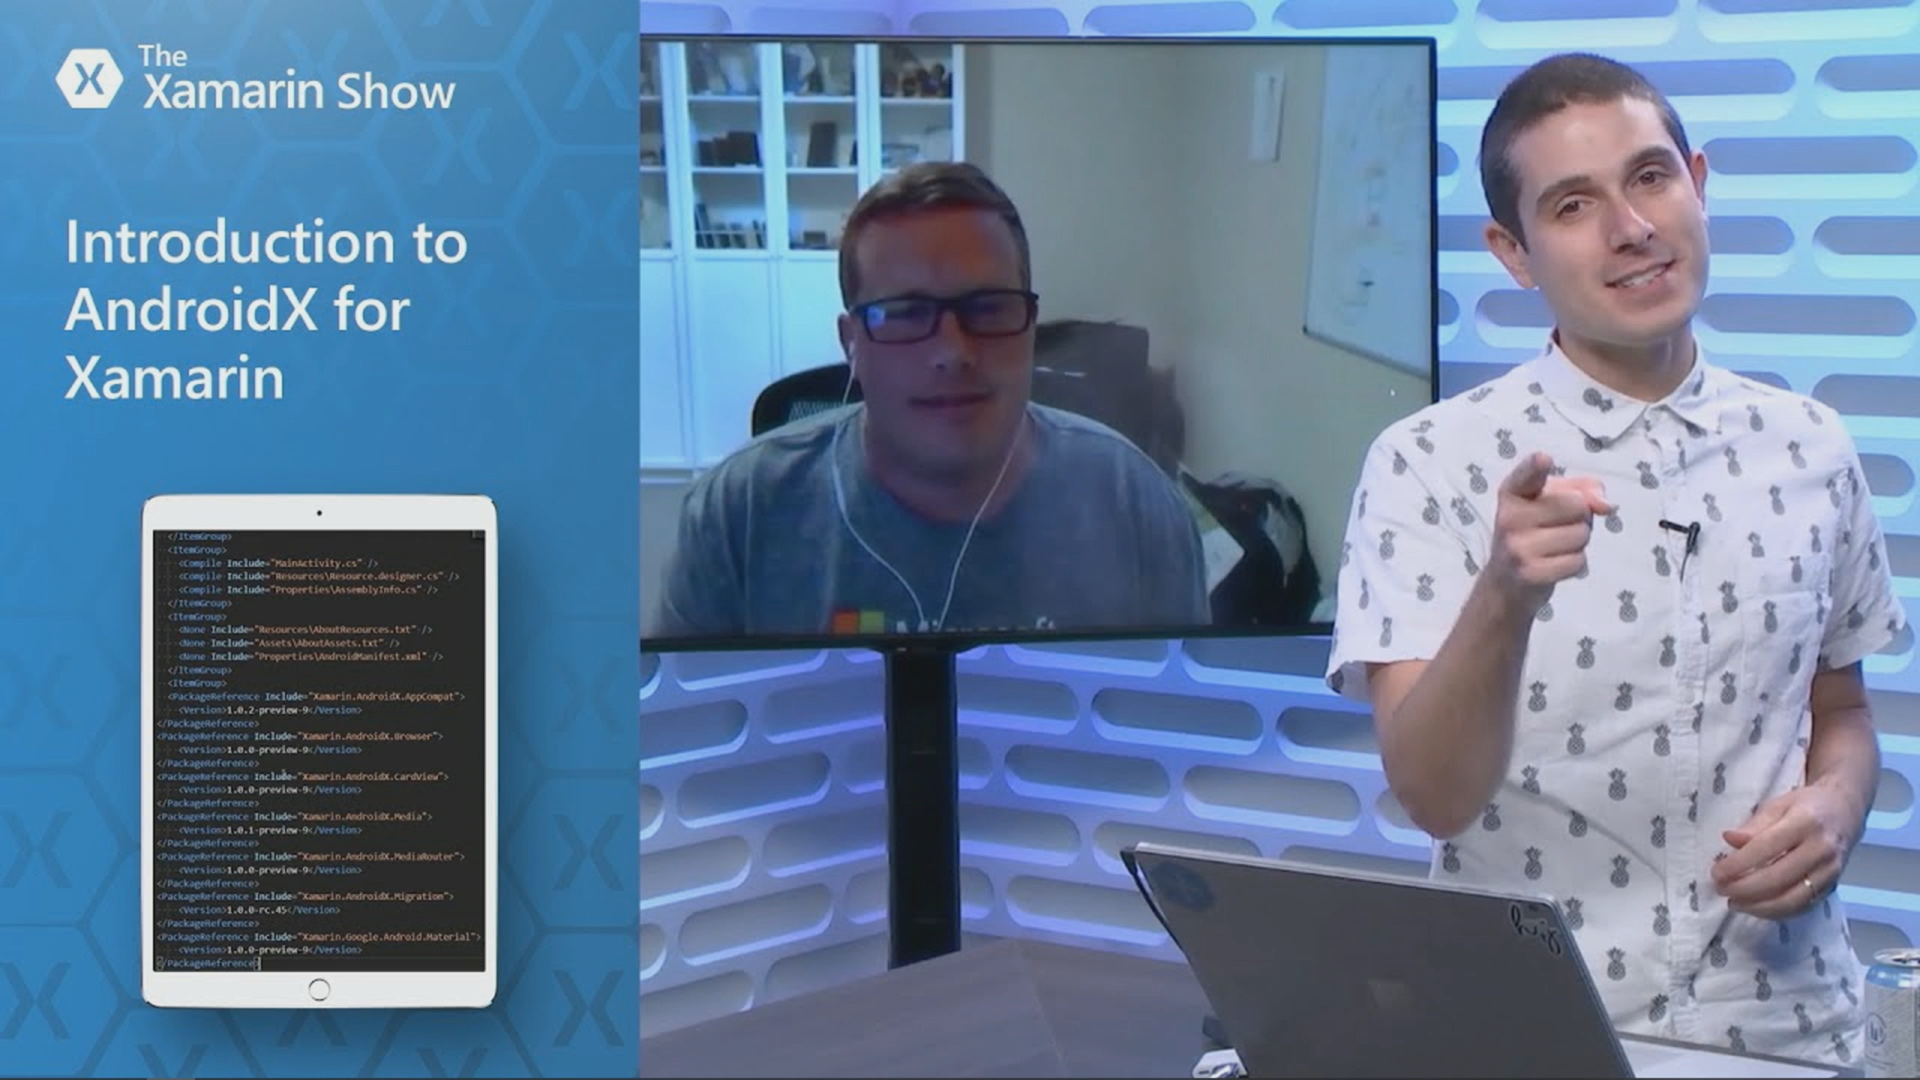 The
Xamarin Show
Introduction to
AndroidX for
Xamarin
</ItemGroup>
<ItemGroup>
<Compile Include="MainActivity.cs" />
<Compile Include="Resources\Resource.designer.cs" />
<Compile Include="Properties\AssemblyInfo.cs" />
</ItemGroup>
<ItemGroup>
<None Include="Resources\AboutResources.txt" />
<None Include="Assets\AboutAssets.txt" />
<None Include="Properties\AndroidManifest.xml" />
</ItemGroup>
<ItemGroup>
<PackageReference Include="Xamarin.AndroidX.AppCompat">
<Version>1.0.2-preview-9</Version>
</PackageReference>
<PackageReference Include="Xamarin.AndroidX.Browser">
<Version>1.0.0-preview-9</Version>
</PackageReference>
<PackageReference Include="Xamarin.AndroidX.CardView">
<Version>1.0.0-preview-9</Version>
</PackageReference>
<PackageReference Include="Xamarin.AndroidX.Media">
<Version>1.0.1-preview-9</Version>
</PackageReference>
<PackageReference Include="Xamarin.AndroidX.MediaRouter">
<Version>1.0.0-preview-9</Version>
</PackageReference>
<PackageReference Include="Xamarin.AndroidX.Migration">
<Version>1.0.0-rc.45</Version>
</PackageReference>
<PackageReference Include="Xamarin.Google.Android.Material">
<Version>1.0.0-preview-9</Version>
</PackageReference>